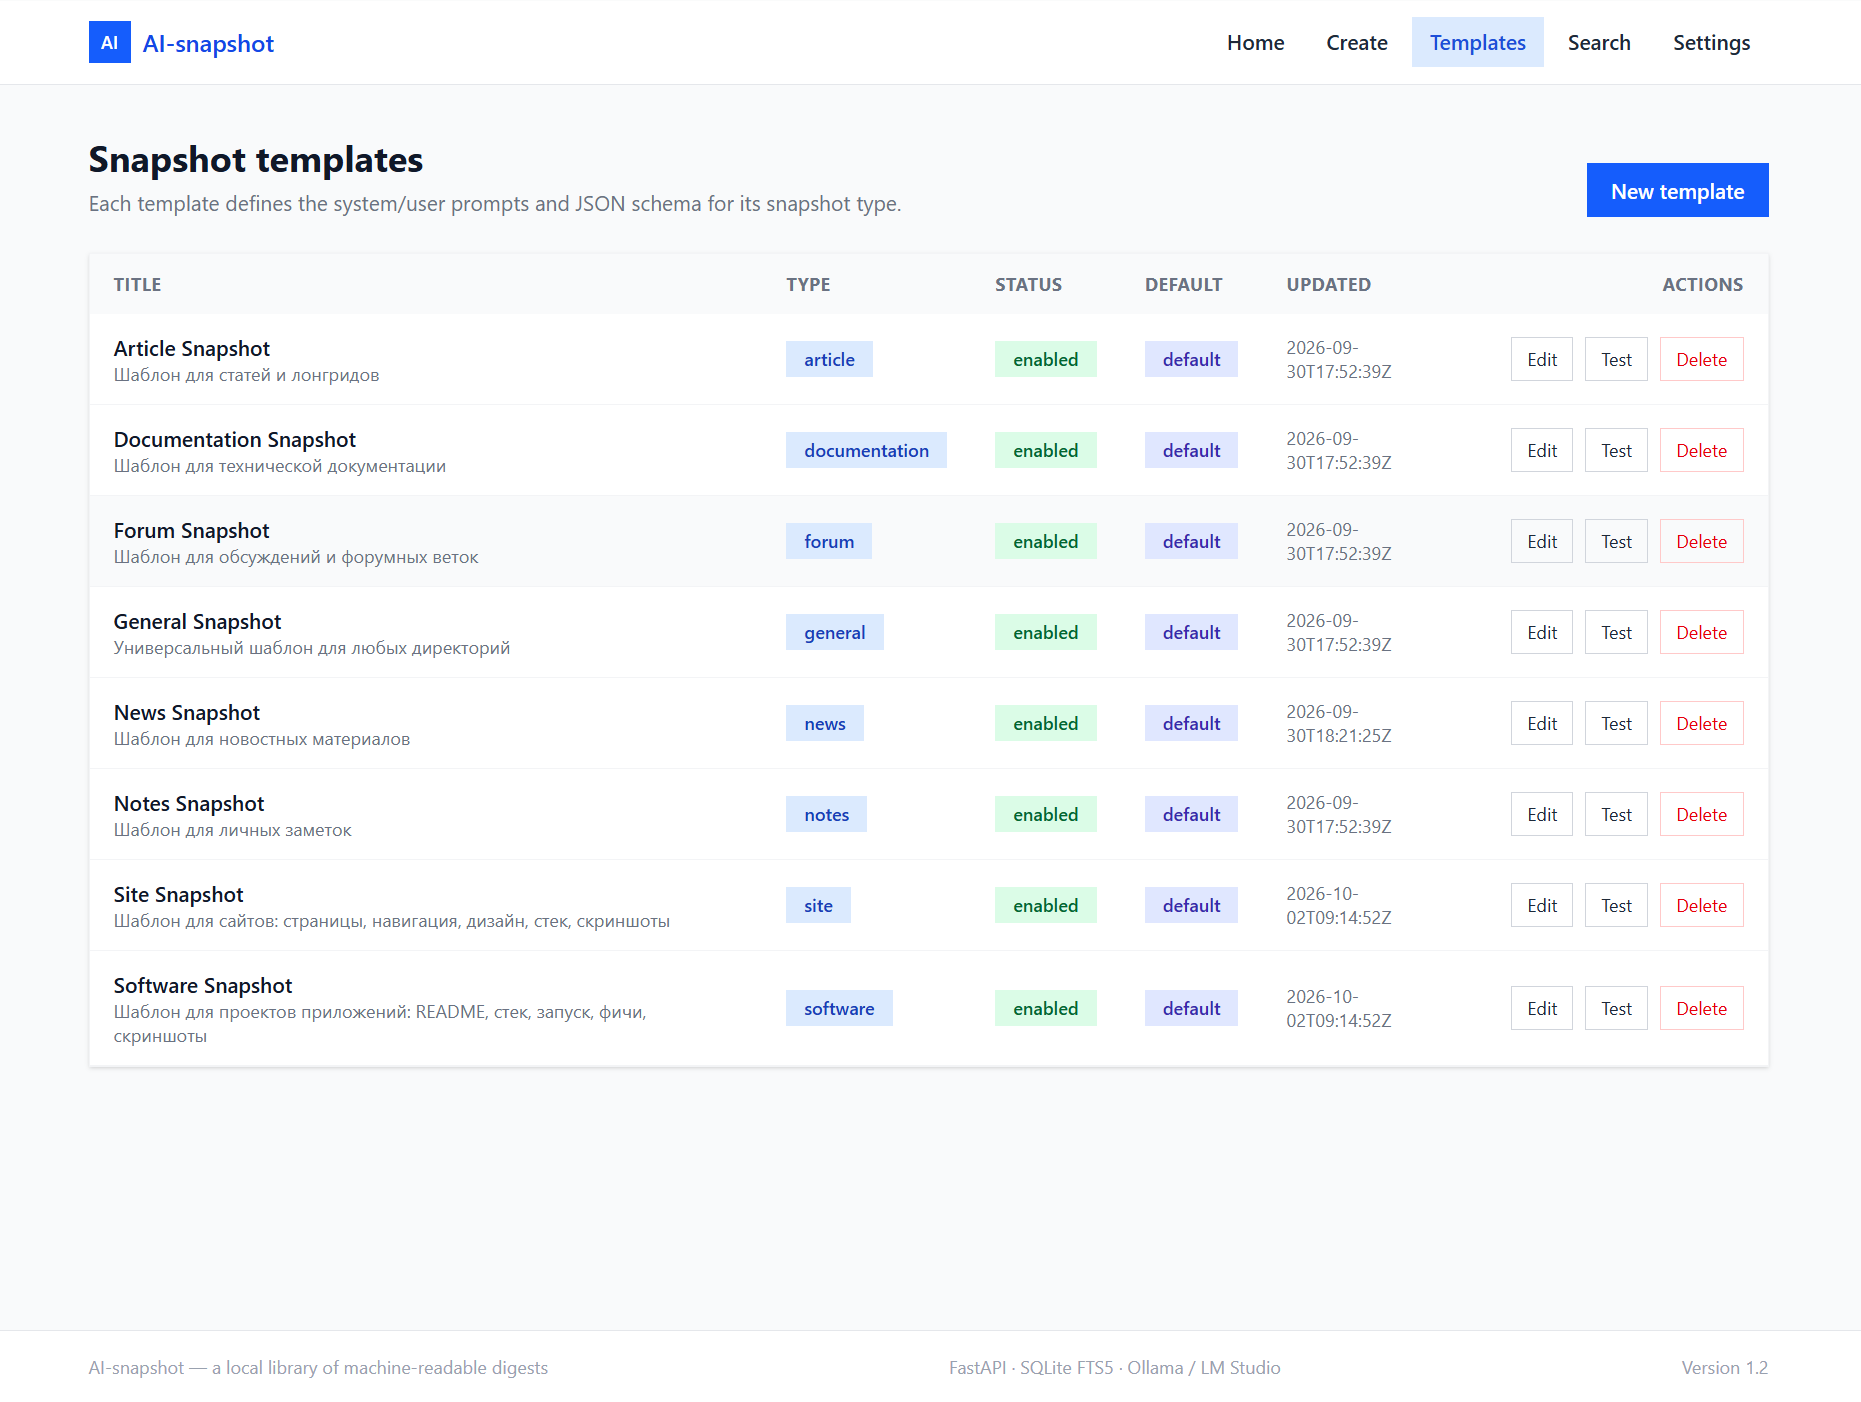 AI AI-snapshot Home Create Templates Search Settings
Snapshot templates
Each template defines the system/user prompts and JSON schema for its snapshot type.
New template
TITLE TYPE STATUS DEFAULT UPDATED ACTIONS
Article Snapshot
Шаблон для статей и лонгридов
article enabled default
2026-09-
30T17:52:39Z
Edit Test Delete
Documentation Snapshot
Шаблон для технической документации
documentation enabled default
2026-09-
30T17:52:39Z
Edit Test Delete
Forum Snapshot
Шаблон для обсуждений и форумных веток
forum enabled default
2026-09-
30T17:52:39Z
Edit Test Delete
General Snapshot
Универсальный шаблон для любых директорий
general enabled default
2026-09-
30T17:52:39Z
Edit Test Delete
News Snapshot
Шаблон для новостных материалов
news enabled default
2026-09-
30T18:21:25Z
Edit Test Delete
Notes Snapshot
Шаблон для личных заметок
notes enabled default
2026-09-
30T17:52:39Z
Edit Test Delete
Site Snapshot
Шаблон для сайтов: страницы, навигация, дизайн, стек, скриншоты
site enabled default
2026-10-
02T09:14:52Z
Edit Test Delete
Software Snapshot
Шаблон для проектов приложений: README, стек, запуск, фичи,
скриншоты
software enabled default
2026-10-
02T09:14:52Z
Edit Test Delete
AI-snapshot — a local library of machine-readable digests FastAPI · SQLite FTS5 · Ollama / LM Studio Version 1.2